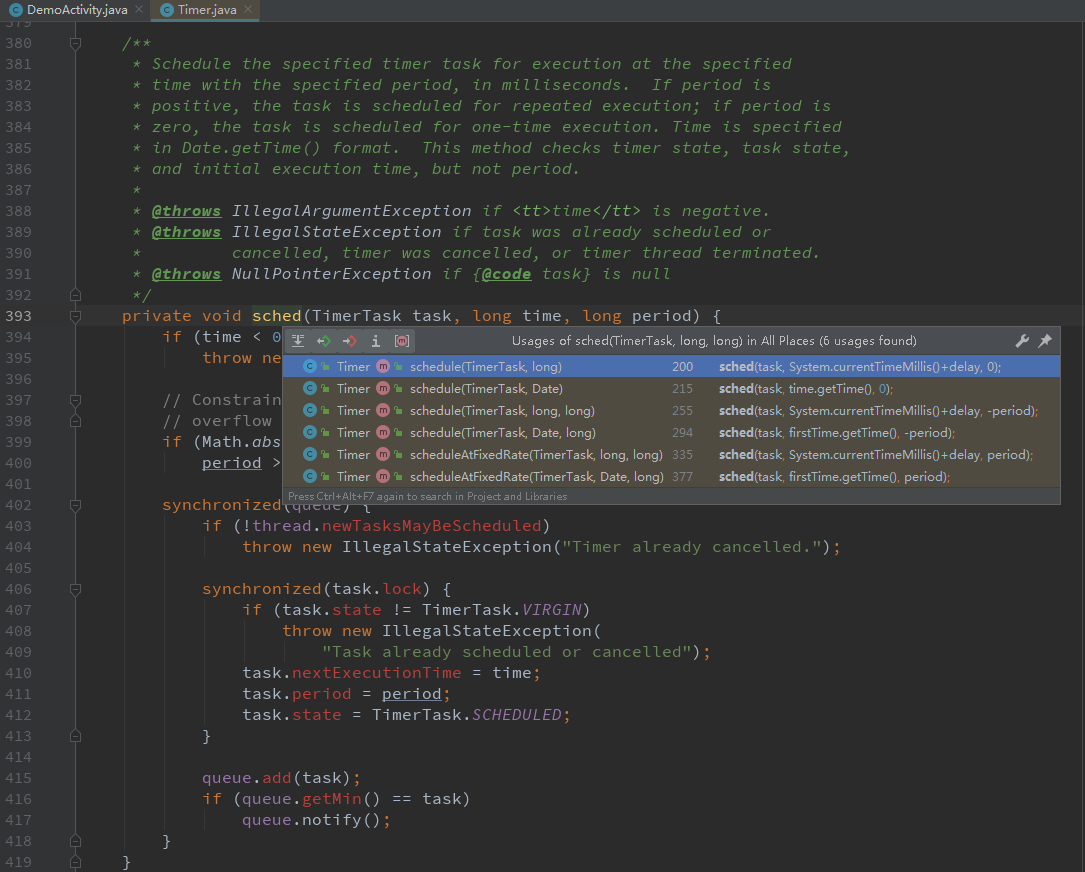 DemoActivity.java Timer.java
379
380 /**
381 * Schedule the specified timer task for execution at the specified
382 * time with the specified period, in milliseconds.  If period is
383 * positive, the task is scheduled for repeated execution; if period is
384 * zero, the task is scheduled for one-time execution. Time is specified
385 * in Date.getTime() format.  This method checks timer state, task state,
386 * and initial execution time, but not period.
387 *
388 * @throws IllegalArgumentException if <tt>time</tt> is negative.
389 * @throws IllegalStateException if task was already scheduled or
390 *         cancelled, timer was cancelled, or timer thread terminated.
391 * @throws NullPointerException if {@code task} is null
392 */
393 private void sched(TimerTask task, long time, long period) {
394 if (time < 0
395 throw ne
396
397 // Constrain
398 // overflow
399 if (Math.abs
400 period >
401
Usages of sched(TimerTask, long, long) in All Places (6 usages found)
Timer schedule(TimerTask, long) 200 sched(task, System.currentTimeMillis()+delay, 0);
Timer schedule(TimerTask, Date) 215 sched(task, time.getTime(), 0);
Timer schedule(TimerTask, long, long) 255 sched(task, System.currentTimeMillis()+delay, -period);
Timer schedule(TimerTask, Date, long) 294 sched(task, firstTime.getTime(), -period);
Timer scheduleAtFixedRate(TimerTask, long, long) 335 sched(task, System.currentTimeMillis()+delay, period);
Timer scheduleAtFixedRate(TimerTask, Date, long) 377 sched(task, firstTime.getTime(), period);
Press Ctrl+Alt+F7 again to search in Project and Libraries
402 synchronized(queue) {
403 if (!thread.newTasksMayBeScheduled)
404 throw new IllegalStateException("Timer already cancelled.");
405
406 synchronized(task.lock) {
407 if (task.state != TimerTask.VIRGIN)
408 throw new IllegalStateException(
409 "Task already scheduled or cancelled");
410 task.nextExecutionTime = time;
411 task.period = period;
412 task.state = TimerTask.SCHEDULED;
413 }
414
415 queue.add(task);
416 if (queue.getMin() == task)
417 queue.notify();
418 }
419 }